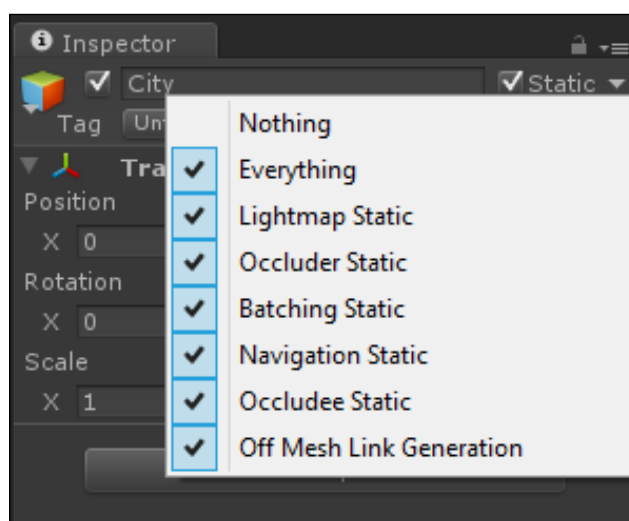 Inspector
City
Static
Tag
Nothing
Everything
Position
Lightmap Static
X 0
Occluder Static
Rotation
Batching Static
X 0
Navigation Static
Scale
Occludee Static
X 1
Off Mesh Link Generation